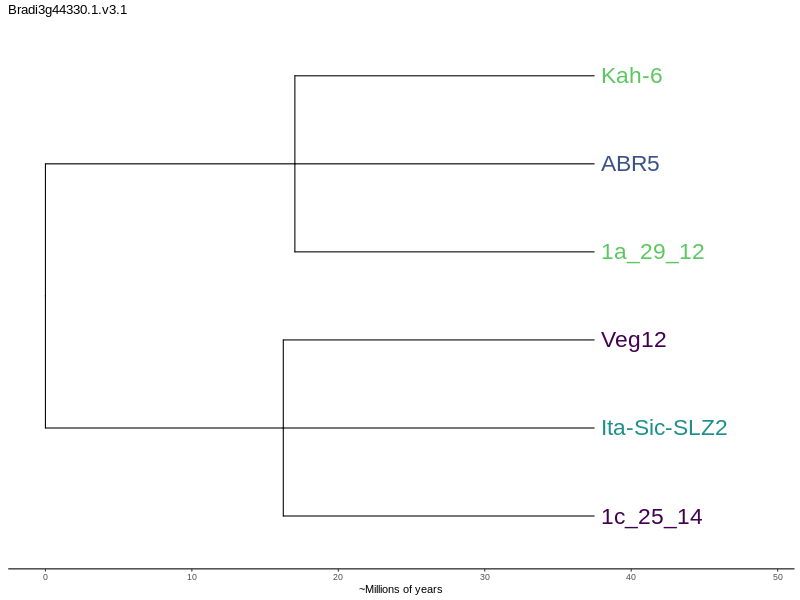 Bradi3g44330.1.v3.1
Kah-6
ABR5
1a_29_12
Veg12
Ita-Sic-SLZ2
1c_25_14
0 10 20 30 40 50
~Millions of years